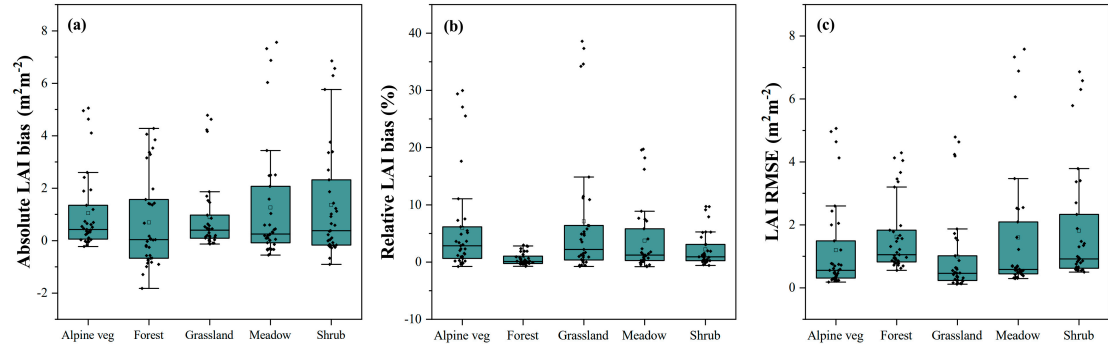 (a)
Absolute LAI bias (m2m-2)
8
6
4
2
0
-2
Alpine veg Forest Grassland Meadow Shrub
(b)
Relative LAI bias (%)
40
30
20
10
0
-10
Alpine veg Forest Grassland Meadow Shrub
(c)
LAI RMSE (m2m-2)
8
6
4
2
0
Alpine veg Forest Grassland Meadow Shrub